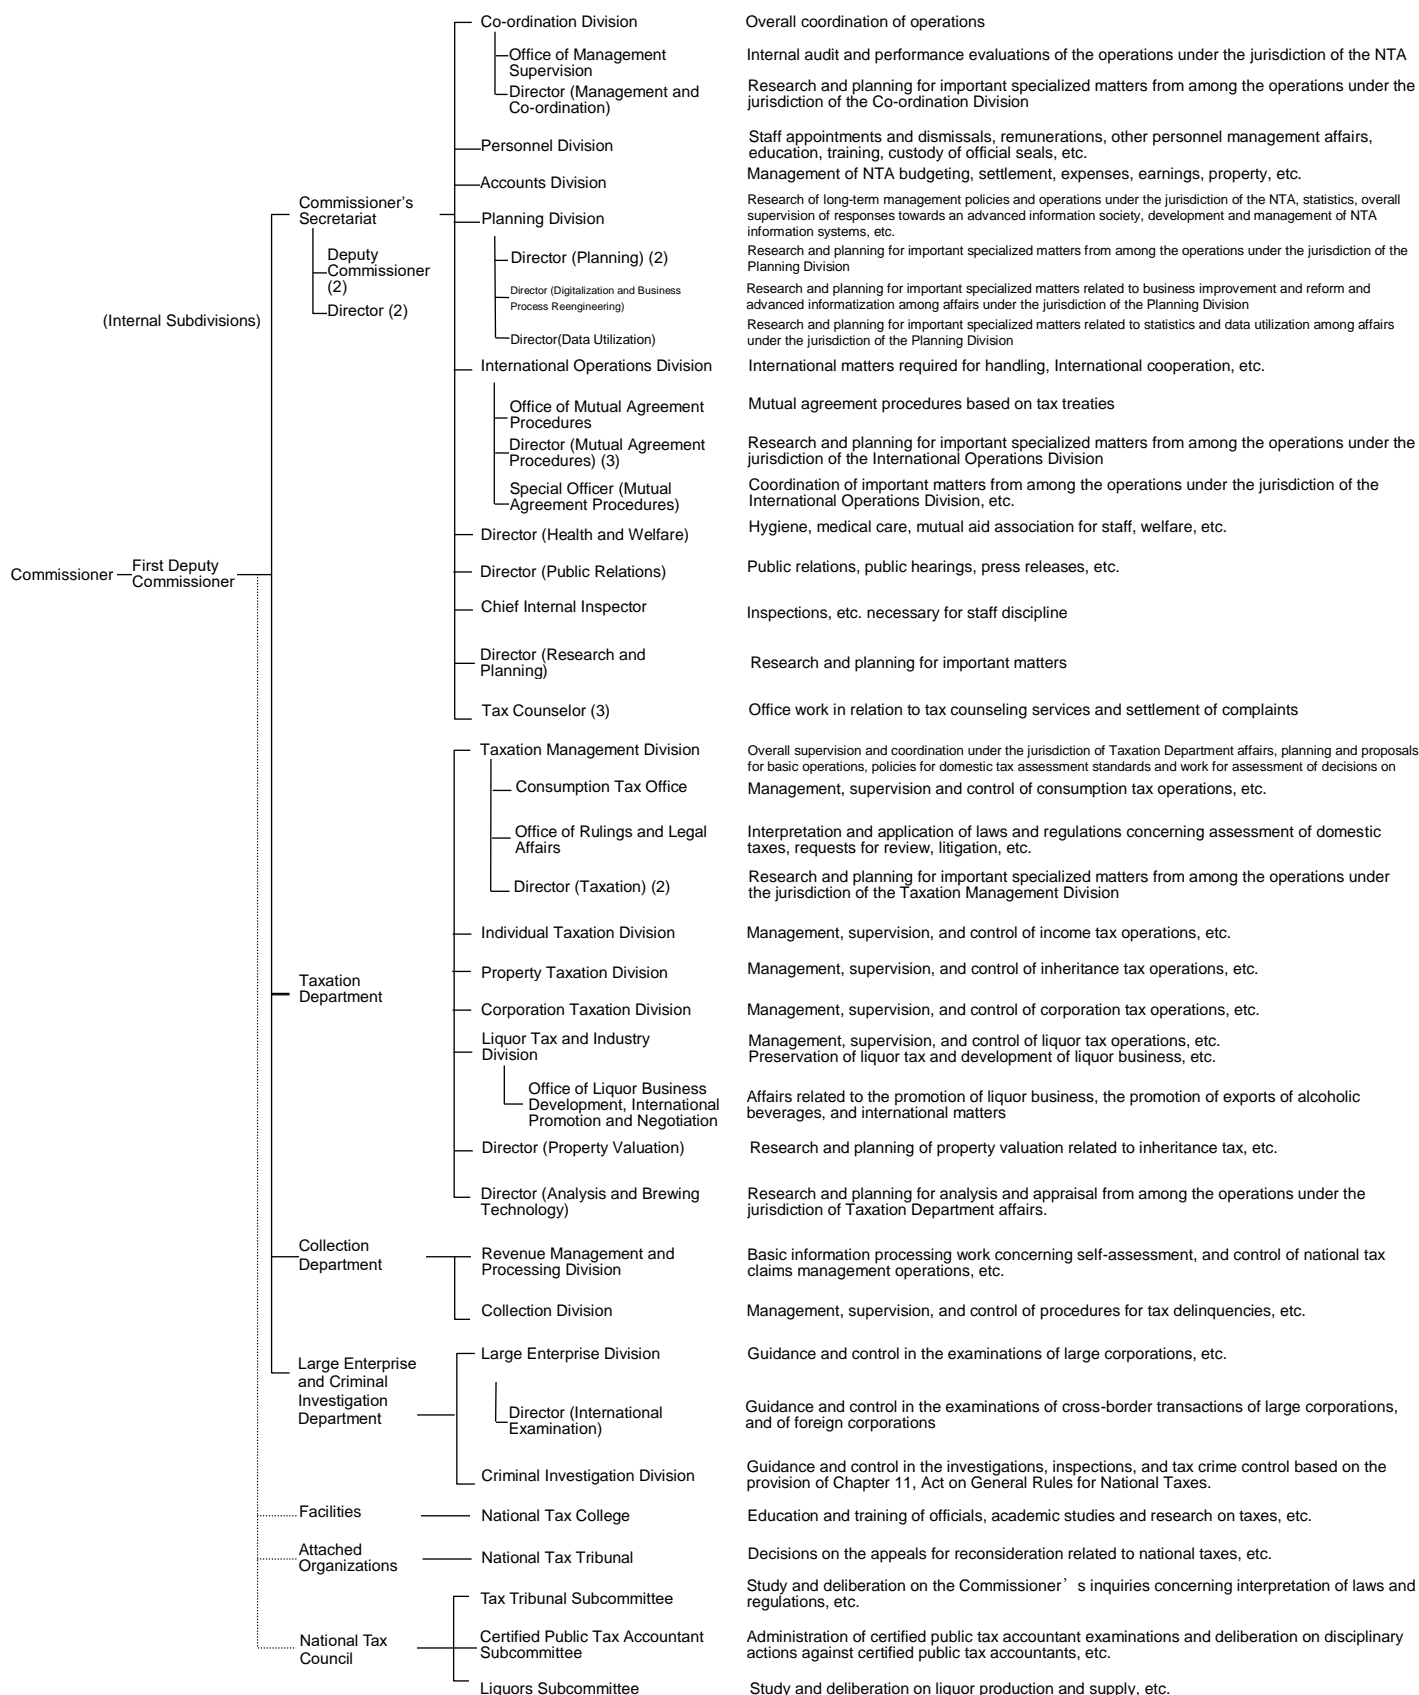 Co-ordination Division
Overall coordination of operations
Office of Management
Supervision
Internal audit and performance evaluations of the operations under the jurisdiction of the NTA
Director (Management and
Co-ordination)
Research and planning for important specialized matters from among the operations under the
jurisdiction of the Co-ordination Division
Personnel Division
Staff appointments and dismissals, remunerations, other personnel management affairs,
education, training, custody of official seals, etc.
Accounts Division
Management of NTA budgeting, settlement, expenses, earnings, property, etc.
Commissioner's
Secretariat
Planning Division
Research of long-term management policies and operations under the jurisdiction of the NTA, statistics, overall
supervision of responses towards an advanced information society, development and management of NTA
information systems, etc.
Deputy
Commissioner
(2)
Director (2)
Director (Planning) (2)
Research and planning for important specialized matters from among the operations under the jurisdiction of the
Planning Division
Director (Digitalization and Business
Process Reengineering)
Research and planning for important specialized matters related to business improvement and reform and
advanced informatization among affairs under the jurisdiction of the Planning Division
(Internal Subdivisions)
Director(Data Utilization)
Research and planning for important specialized matters related to statistics and data utilization among affairs
under the jurisdiction of the Planning Division
International Operations Division
International matters required for handling, International cooperation, etc.
Office of Mutual Agreement
Procedures
Mutual agreement procedures based on tax treaties
Director (Mutual Agreement
Procedures) (3)
Research and planning for important specialized matters from among the operations under the
jurisdiction of the International Operations Division
Special Officer (Mutual
Agreement Procedures)
Coordination of important matters from among the operations under the jurisdiction of the
International Operations Division, etc.
Director (Health and Welfare)
Hygiene, medical care, mutual aid association for staff, welfare, etc.
Commissioner
First Deputy
Commissioner
Director (Public Relations)
Public relations, public hearings, press releases, etc.
Chief Internal Inspector
Inspections, etc. necessary for staff discipline
Director (Research and
Planning)
Research and planning for important matters
Tax Counselor (3)
Office work in relation to tax counseling services and settlement of complaints
Taxation Management Division
Overall supervision and coordination under the jurisdiction of Taxation Department affairs, planning and proposals
for basic operations, policies for domestic tax assessment standards and work for assessment of decisions on
Consumption Tax Office
Management, supervision and control of consumption tax operations, etc.
Office of Rulings and Legal
Affairs
Interpretation and application of laws and regulations concerning assessment of domestic
taxes, requests for review, litigation, etc.
Director (Taxation) (2)
Research and planning for important specialized matters from among the operations under
the jurisdiction of the Taxation Management Division
Individual Taxation Division
Management, supervision, and control of income tax operations, etc.
Taxation
Department
Property Taxation Division
Management, supervision, and control of inheritance tax operations, etc.
Corporation Taxation Division
Management, supervision, and control of corporation tax operations, etc.
Liquor Tax and Industry
Division
Management, supervision, and control of liquor tax operations, etc.
Preservation of liquor tax and development of liquor business, etc.
Office of Liquor Business
Development, International
Promotion and Negotiation
Affairs related to the promotion of liquor business, the promotion of exports of alcoholic
beverages, and international matters
Director (Property Valuation)
Research and planning of property valuation related to inheritance tax, etc.
Director (Analysis and Brewing
Technology)
Research and planning for analysis and appraisal from among the operations under the
jurisdiction of Taxation Department affairs.
Collection
Department
Revenue Management and
Processing Division
Basic information processing work concerning self-assessment, and control of national tax
claims management operations, etc.
Collection Division
Management, supervision, and control of procedures for tax delinquencies, etc.
Large Enterprise
and Criminal
Investigation
Department
Large Enterprise Division
Guidance and control in the examinations of large corporations, etc.
Director (International
Examination)
Guidance and control in the examinations of cross-border transactions of large corporations,
and of foreign corporations
Criminal Investigation Division
Guidance and control in the investigations, inspections, and tax crime control based on the
provision of Chapter 11, Act on General Rules for National Taxes.
Facilities
National Tax College
Education and training of officials, academic studies and research on taxes, etc.
Attached
Organizations
National Tax Tribunal
Decisions on the appeals for reconsideration related to national taxes, etc.
Tax Tribunal Subcommittee
Study and deliberation on the Commissioner’s inquiries concerning interpretation of laws and
regulations, etc.
National Tax
Council
Certified Public Tax Accountant
Subcommittee
Administration of certified public tax accountant examinations and deliberation on disciplinary
actions against certified public tax accountants, etc.
Liquors Subcommittee
Study and deliberation on liquor production and supply, etc.